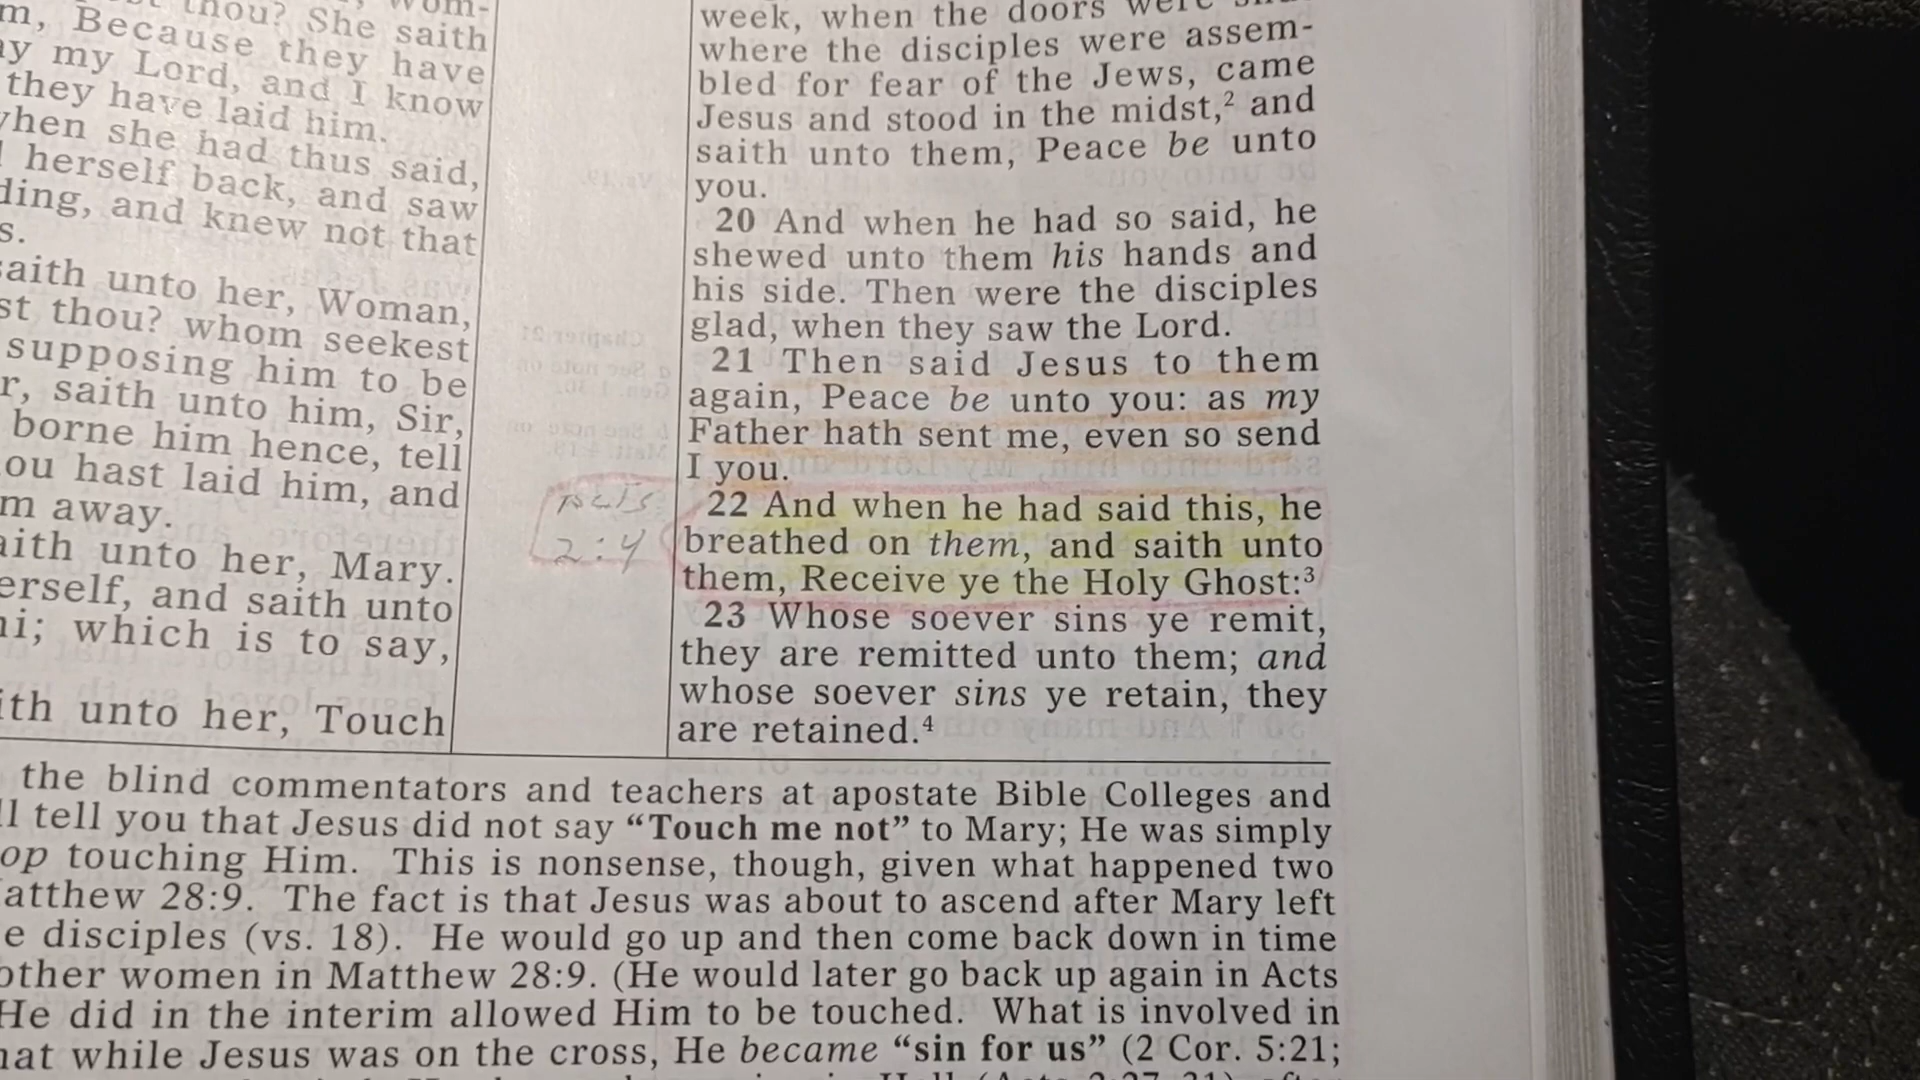 thou? She saith
Because they have
my Lord, and I know
they have laid him.
when she had thus said,
herself back, and saw
and knew not that
saith unto her, Woman,
thou? whom seekest
supposing him to be
saith unto him, Sir,
borne him hence, tell
hast laid him, and
away.
saith unto her, Mary.
and saith unto
which is to say,
unto her, Touch
Acts
2:4
week, when the doors were
where the disciples were assem-
bled for fear of the Jews, came
Jesus and stood in the midst,² and
saith unto them, Peace be unto
you.
20 And when he had so said, he
shewed unto them his hands and
his side. Then were the disciples
glad, when they saw the Lord.
21 Then said Jesus to them
again, Peace be unto you: as my
Father hath sent me, even so send
I you.
22 And when he had said this, he
breathed on them, and saith unto
them, Receive ye the Holy Ghost:³
23 Whose soever sins ye remit,
they are remitted unto them; and
whose soever sins ye retain, they
are retained.⁴
the blind commentators and teachers at apostate Bible Colleges and
tell you that Jesus did not say “Touch me not” to Mary; He was simply
touching Him. This is nonsense, though, given what happened two
28:9. The fact is that Jesus was about to ascend after Mary left
disciples (vs. 18). He would go up and then come back down in time
other women in Matthew 28:9. (He would later go back up again in Acts
He did in the interim allowed Him to be touched. What is involved in
that while Jesus was on the cross, He became “sin for us” (2 Cor. 5:21;